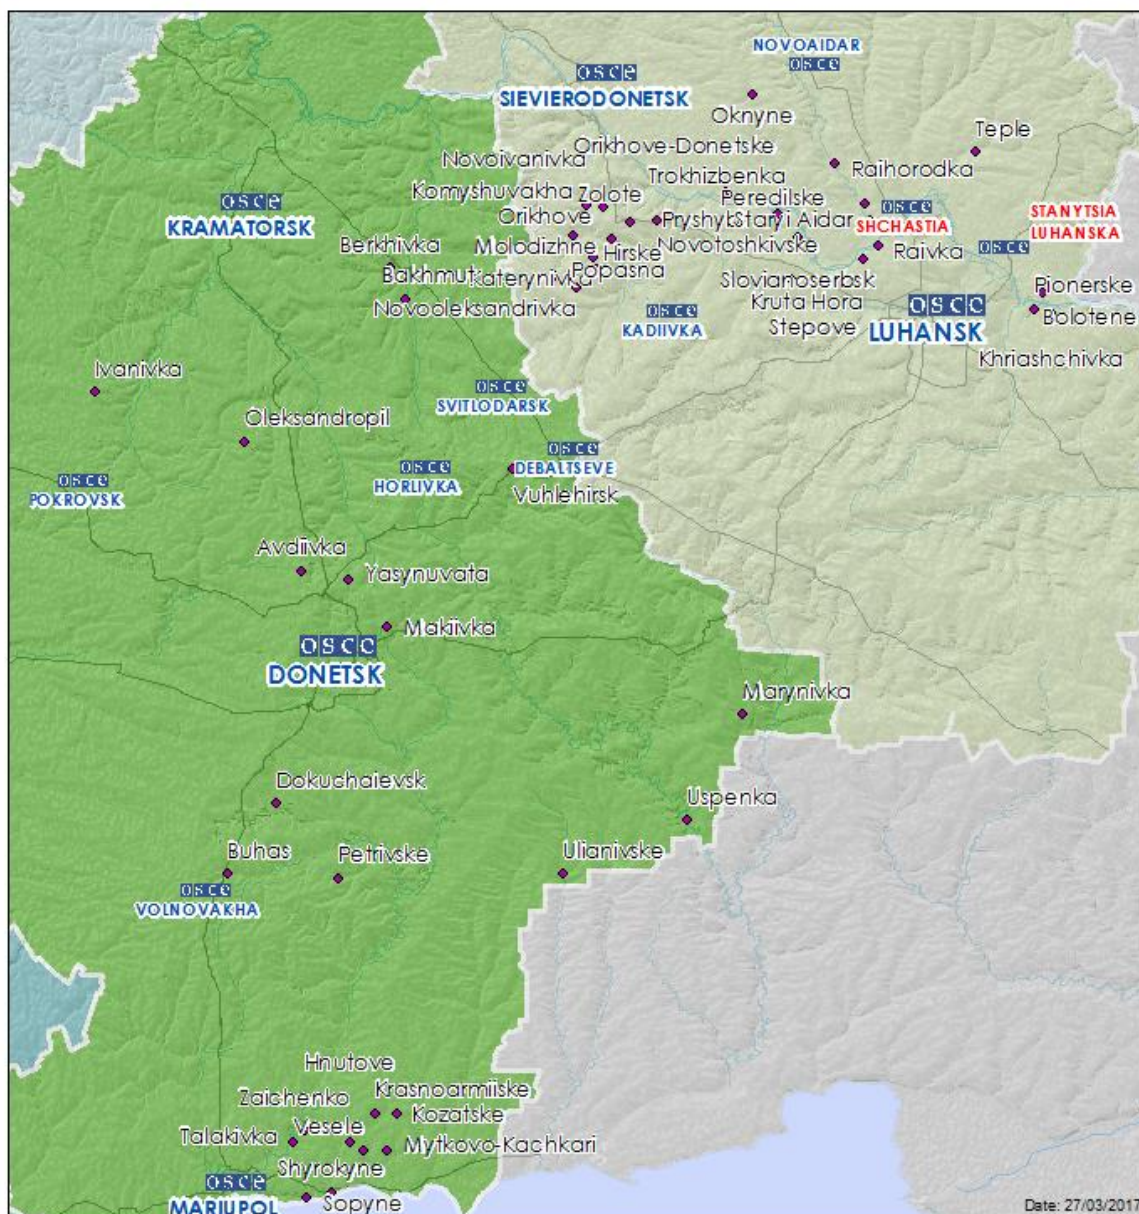 NOVOAIDAR
osce
osce
SIEVIERODONETSK
Oknyne
Teple
Orikhove-Donetske
Novoivanivka
Trokhizbenka
Raihorodka
Komyshuvakha
Zolote
Peredilske
osce
KRAMATORSK
Orikhove
Pryshyb
Staryi Aidar
osce
SHCHASTIA
STANYTSIA
LUHANSKA
osce
Berkhivka
Molodizhne
Hirske
Novotoshkivske
Raivka
Bakhmut
Katerynivka
Popasna
Slovianoserbsk
Pionerske
Novooleksandrivka
osce
KADIIVKA
Kruta Hora
Stepove
osce
LUHANSK
Bolotene
Khriashchivka
Ivanivka
osce
SVITLODARSK
Oleksandropil
osce
POKROVSK
osce
HORLIVKA
osce
DEBALTSEVE
Vuhlehirsk
Avdiivka
Yasynuvata
Makiivka
osce
DONETSK
Marynivka
Dokuchaievsk
Uspenka
Buhas
Petrivske
Ulianivske
osce
VOLNOVAKHA
Hnutove
Zaichenko
Krasnoarmiiske
Kozatske
Talakivka
Vesele
Mytkovo-Kachkari
Shyrokyne
osce
MARIUPOL
Sopyne
Date: 27/03/2017